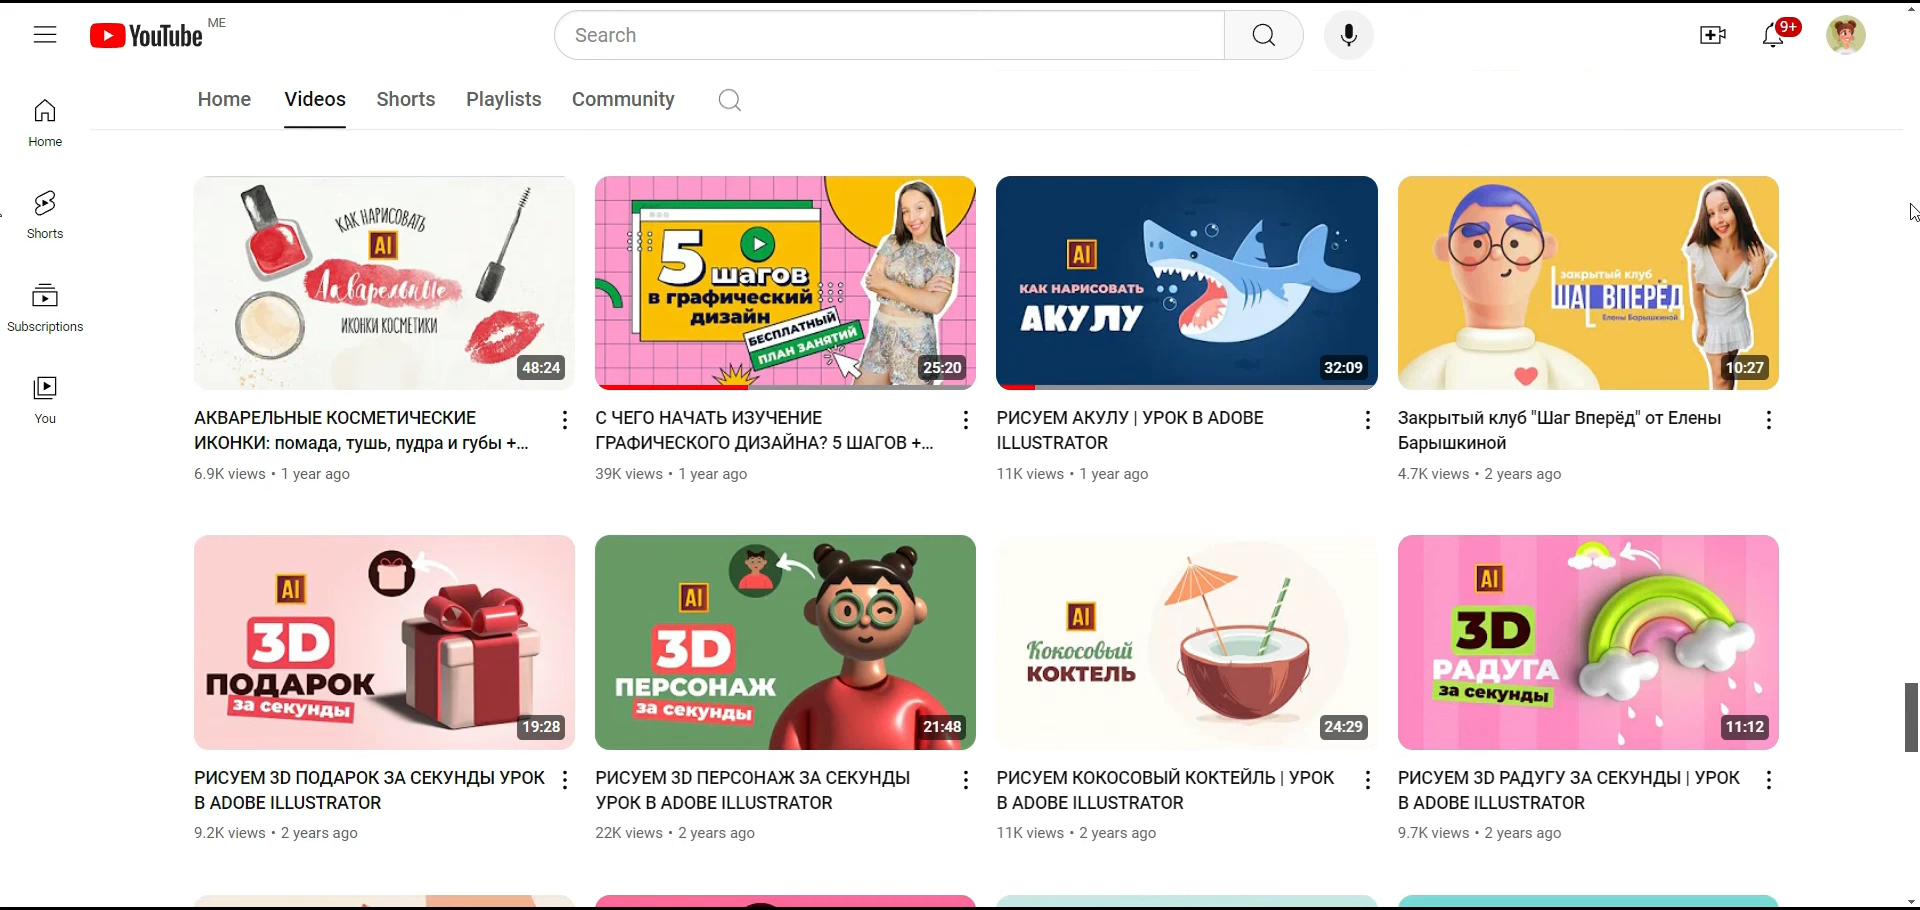 YouTube ME
Search
9+
Home
Videos
Shorts
Playlists
Community
Home
Shorts
Subscriptions
You
КАК НАРИСОВАТЬ
AI
Акварельные
ИКОНКИ КОСМЕТИКИ
48:24
АКВАРЕЛЬНЫЕ КОСМЕТИЧЕСКИЕ
ИКОНКИ: помада, тушь, пудра и губы +...
6.9K views • 1 year ago
5 шагов
в графический
дизайн
БЕСПЛАТНЫЙ
ПЛАН ЗАНЯТИЙ
25:20
С ЧЕГО НАЧАТЬ ИЗУЧЕНИЕ
ГРАФИЧЕСКОГО ДИЗАЙНА? 5 ШАГОВ +...
39K views • 1 year ago
AI
КАК НАРИСОВАТЬ
АКУЛУ
32:09
РИСУЕМ АКУЛУ | УРОК В ADOBE
ILLUSTRATOR
11K views • 1 year ago
закрытый клуб
ШАГ ВПЕРЁД
Елены Барышкиной
10:27
Закрытый клуб "Шаг Вперёд" от Елены
Барышкиной
4.7K views • 2 years ago
AI
3D
ПОДАРОК
за секунды
19:28
РИСУЕМ 3D ПОДАРОК ЗА СЕКУНДЫ УРОК
В ADOBE ILLUSTRATOR
9.2K views • 2 years ago
AI
3D
ПЕРСОНАЖ
за секунды
21:48
РИСУЕМ 3D ПЕРСОНАЖ ЗА СЕКУНДЫ
УРОК В ADOBE ILLUSTRATOR
22K views • 2 years ago
AI
Кокосовый
КОКТЕЛЬ
24:29
РИСУЕМ КОКОСОВЫЙ КОКТЕЙЛЬ | УРОК
В ADOBE ILLUSTRATOR
11K views • 2 years ago
AI
3D
РАДУГА
за секунды
11:12
РИСУЕМ 3D РАДУГУ ЗА СЕКУНДЫ | УРОК
В ADOBE ILLUSTRATOR
9.7K views • 2 years ago